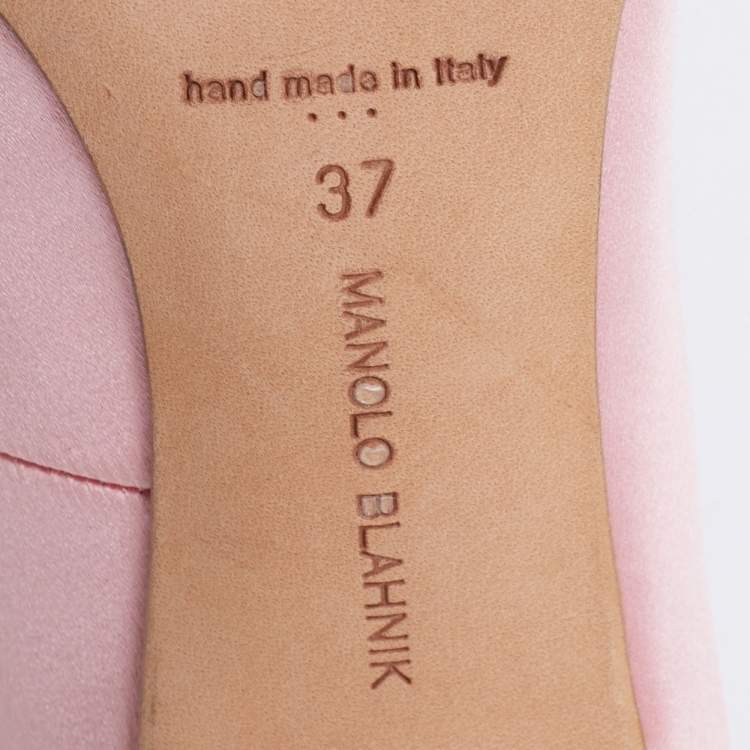 hand made in Italy
...
37
MANOLO BLAHNIK